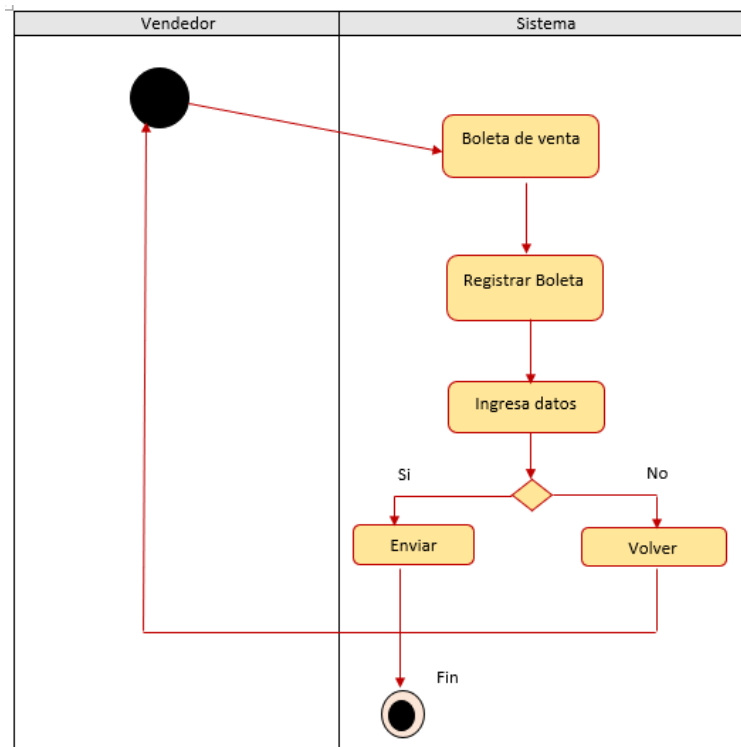 Vendedor
Sistema
Boleta de venta
Registrar Boleta
Ingresa datos
Si
No
Enviar
Volver
Fin